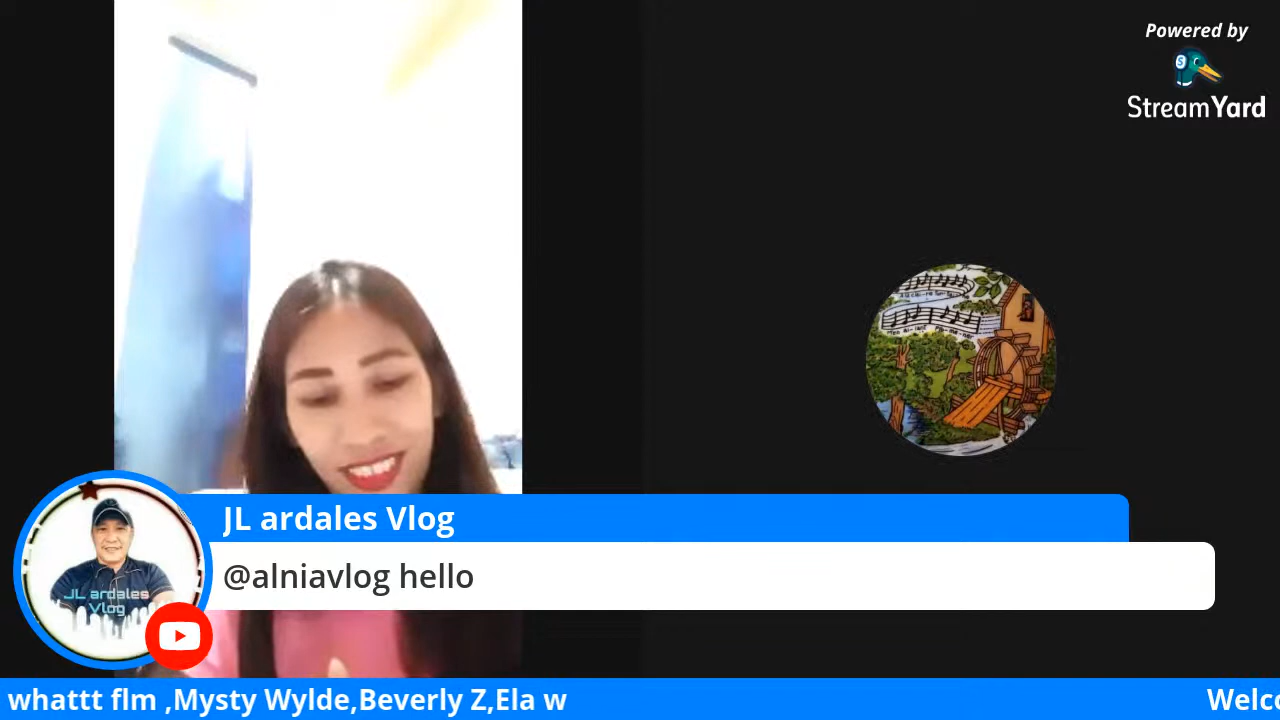 Powered by
StreamYard
JL ardales Vlog
@alniavlog hello
JL ardales
Vlog
whattt flm ,Mysty Wylde,Beverly Z,Ela w
Welc